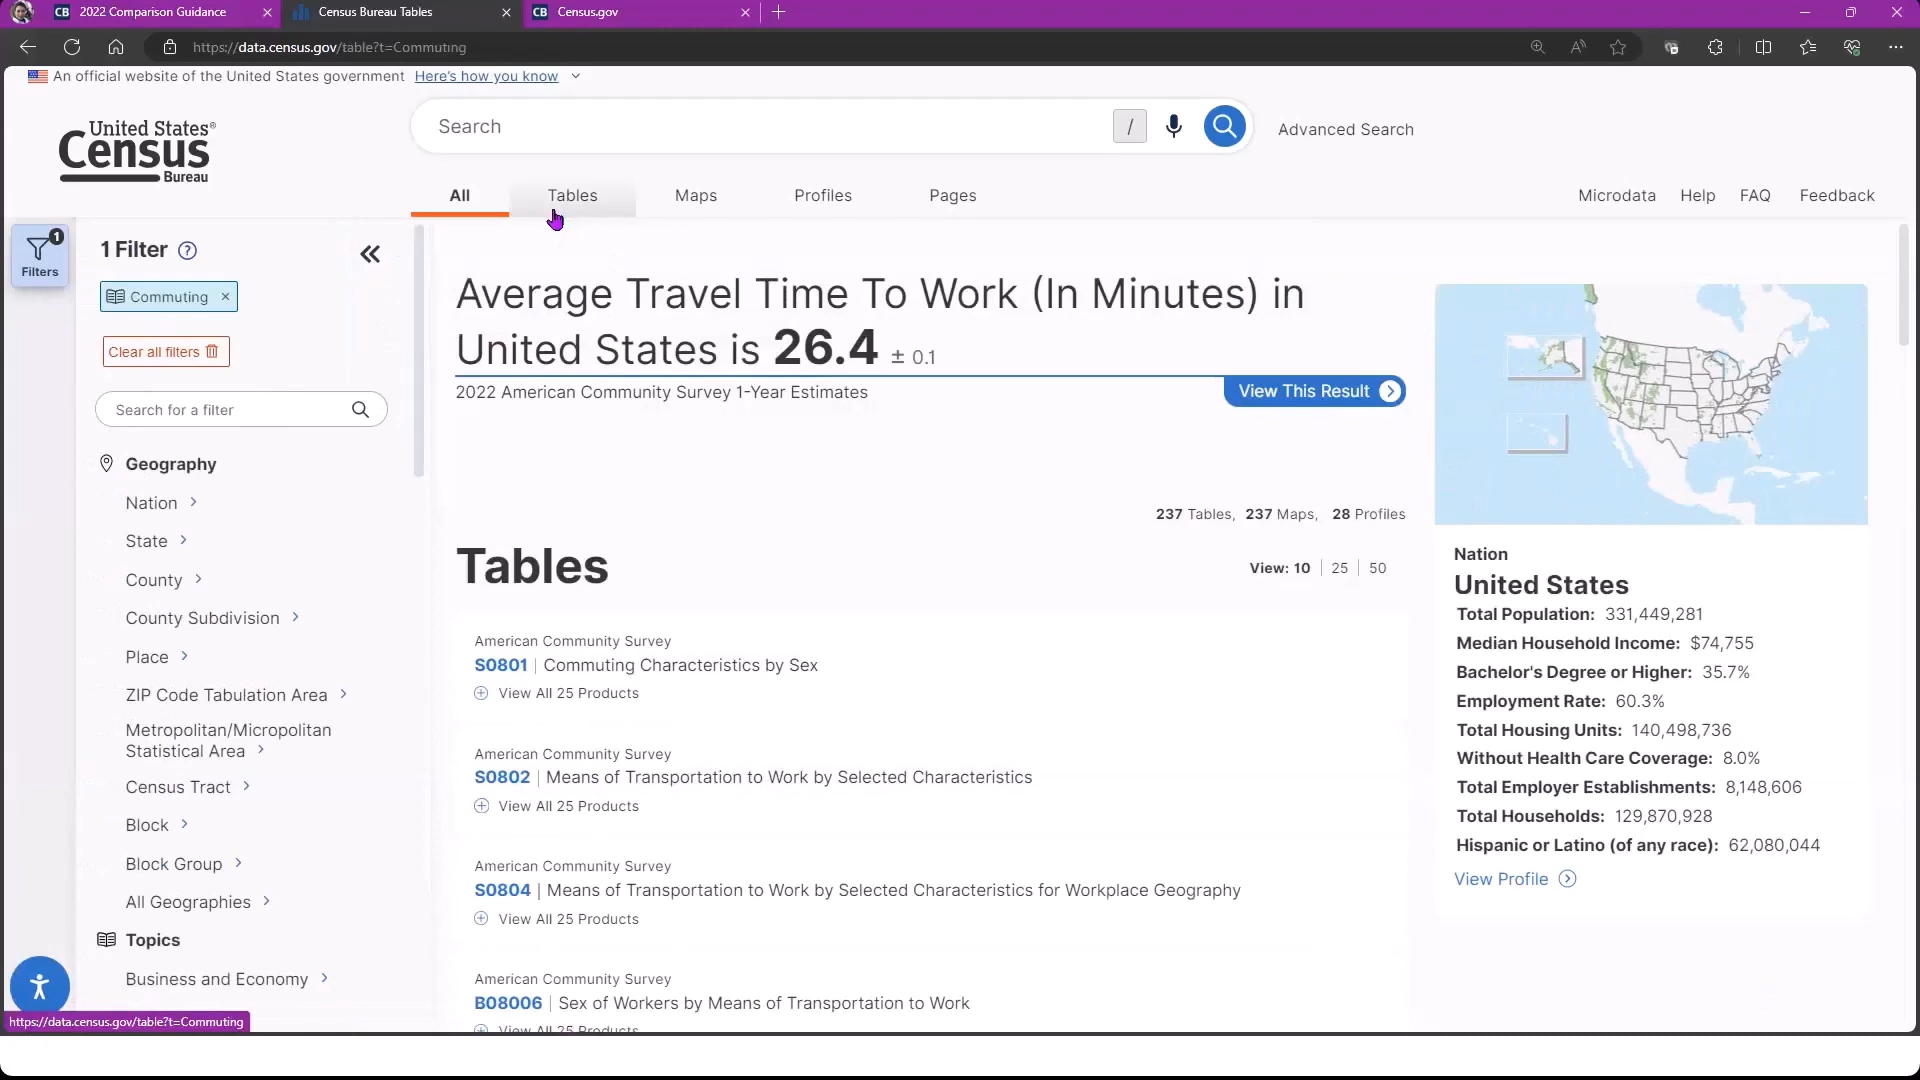 CB 2022 Comparison Guidance
Census Bureau Tables
CB Census.gov
https://data.census.gov/table?t=Commuting
An official website of the United States government Here's how you know
United States®
Census
Bureau
Search /
Advanced Search
All Tables Maps Profiles Pages
Microdata Help FAQ Feedback
1
Filters
1 Filter ?
Commuting ×
Clear all filters
Search for a filter
Geography
Nation
State
County
County Subdivision
Place
ZIP Code Tabulation Area
Metropolitan/Micropolitan
Statistical Area
Census Tract
Block
Block Group
All Geographies
Topics
Business and Economy
https://data.census.gov/table?t=Commuting
Average Travel Time To Work (In Minutes) in
United States is 26.4 ± 0.1
2022 American Community Survey 1-Year Estimates
View This Result
237 Tables, 237 Maps, 28 Profiles
Tables
View: 10 | 25 | 50
American Community Survey
S0801 | Commuting Characteristics by Sex
View All 25 Products
American Community Survey
S0802 | Means of Transportation to Work by Selected Characteristics
View All 25 Products
American Community Survey
S0804 | Means of Transportation to Work by Selected Characteristics for Workplace Geography
View All 25 Products
American Community Survey
B08006 | Sex of Workers by Means of Transportation to Work
View All 25 Products
Nation
United States
Total Population: 331,449,281
Median Household Income: $74,755
Bachelor's Degree or Higher: 35.7%
Employment Rate: 60.3%
Total Housing Units: 140,498,736
Without Health Care Coverage: 8.0%
Total Employer Establishments: 8,148,606
Total Households: 129,870,928
Hispanic or Latino (of any race): 62,080,044
View Profile